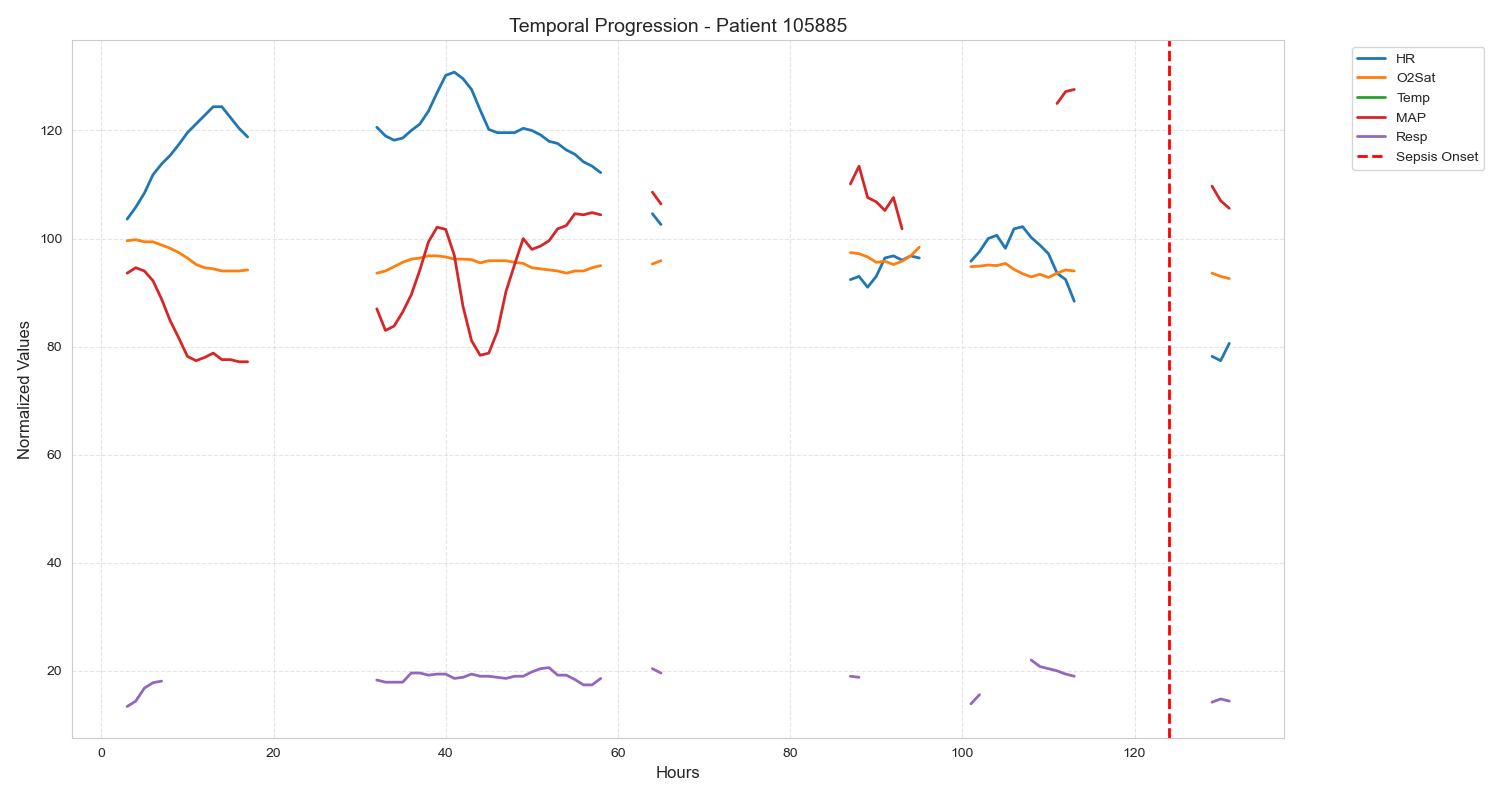 Temporal Progression - Patient 105885
HR
O2Sat
Temp
MAP
Resp
Sepsis Onset
Normalized Values
120
100
80
60
40
20
0 20 40 60 80 100 120
Hours